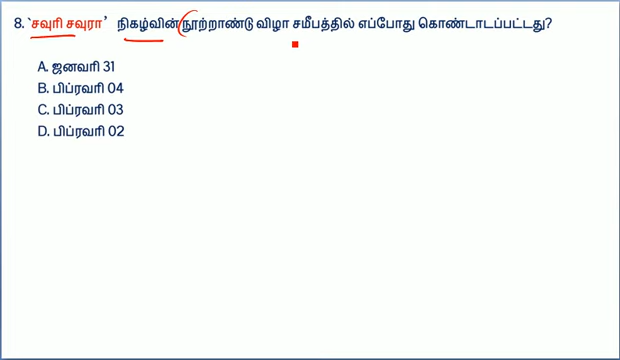 8. ‘சவுரி சவுரா’ நிகழ்வின் நூற்றாண்டு விழா சமீபத்தில் எப்போது கொண்டாடப்பட்டது?
A. ஜனவரி 31
B. பிப்ரவரி 04
C. பிப்ரவரி 03
D. பிப்ரவரி 02